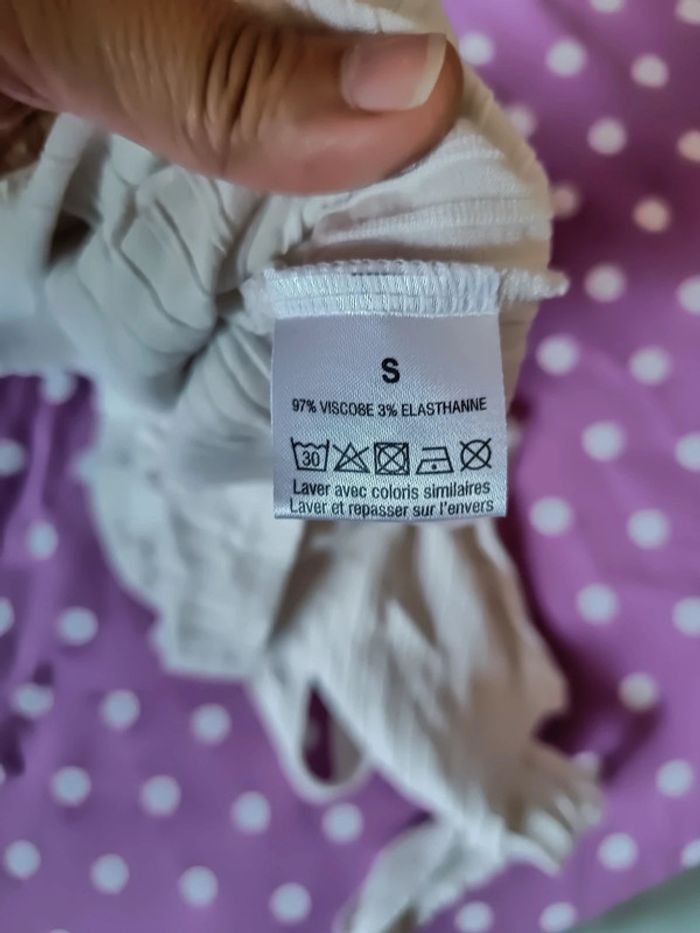 S
97% VISCOSE 3% ELASTHANNE
30
Laver avec coloris similaires
Laver et repasser sur l'envers